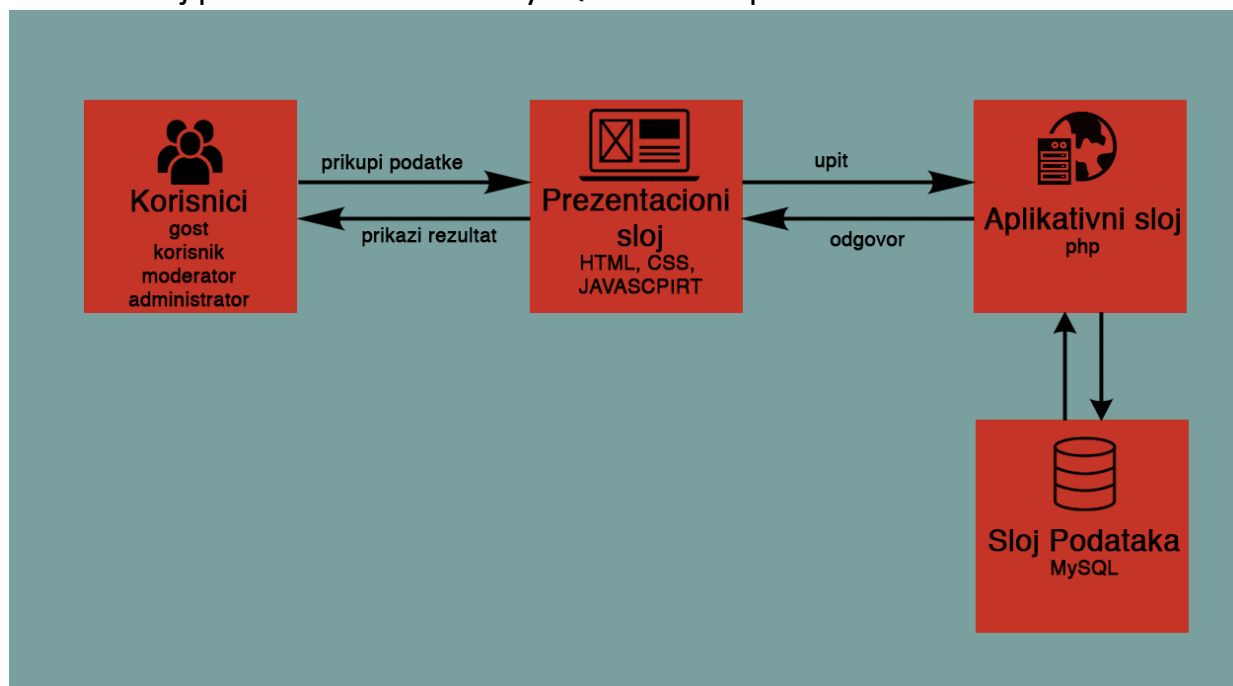 Korisnici
gost
korisnik
moderator
administrator
prikupi podatke
prikazi rezultat
Prezentacioni
sloj
HTML, CSS,
JAVASCPIRT
upit
odgovor
Aplikativni sloj
php
Sloj Podataka
MySQL